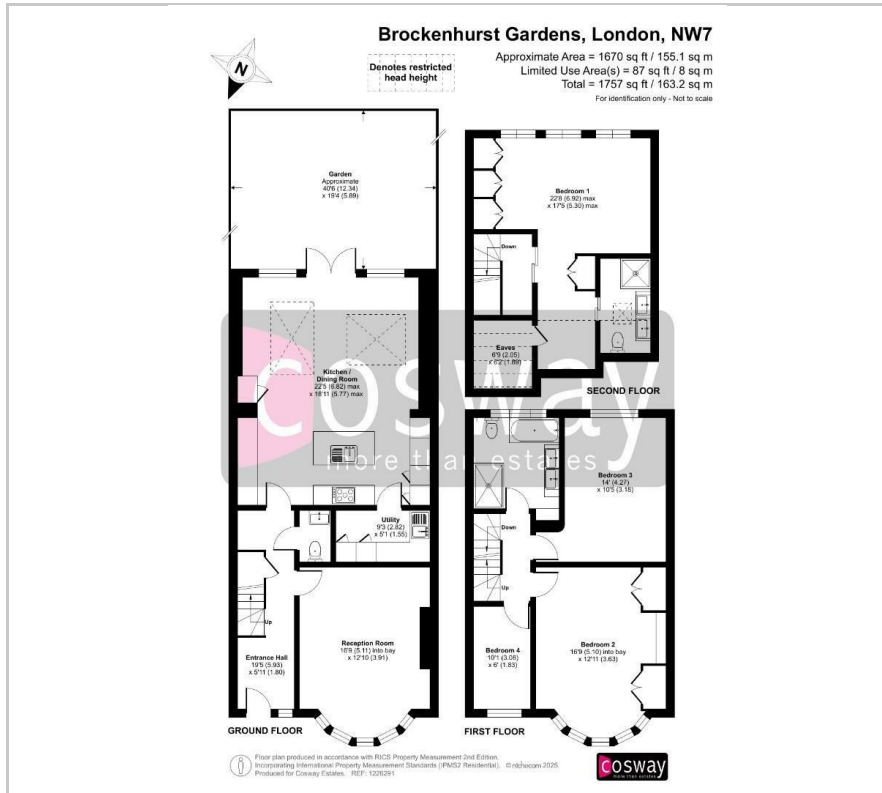 Brockenhurst Gardens, London, NW7
Approximate Area = 1670 sq ft / 155.1 sq m
Limited Use Area(s) = 87 sq ft / 8 sq m
Total = 1757 sq ft / 163.2 sq m
For identification only - Not to scale
N
Denotes restricted
head height
Garden
Approximate
40'6 (12.34)
x 19'4 (5.89)
Bedroom 1
22'8 (6.92) max
x 17'5 (5.30) max
Down
Eaves
6'9 (2.05)
x 6'2 (1.89)
SECOND FLOOR
Kitchen /
Dining Room
22'5 (6.82) max
x 18'11 (5.77) max
cosway
more than estates
Utility
9'3 (2.82)
x 5'1 (1.55)
Up
Reception Room
16'9 (5.11) into bay
x 12'10 (3.91)
Entrance Hall
19'5 (5.93)
x 5'11 (1.80)
GROUND FLOOR
Bedroom 3
14' (4.27)
x 10'5 (3.18)
Down
Up
Bedroom 4
10'1 (3.08)
x 6' (1.83)
Bedroom 2
16'9 (5.10) into bay
x 12'11 (3.63)
FIRST FLOOR
Floor plan produced in accordance with RICS Property Measurement 2nd Edition.
Incorporating International Property Measurement Standards (IPMS2 Residential). © nichecom 2025.
Produced for Cosway Estates. REF: 1226291
cosway
more than estates